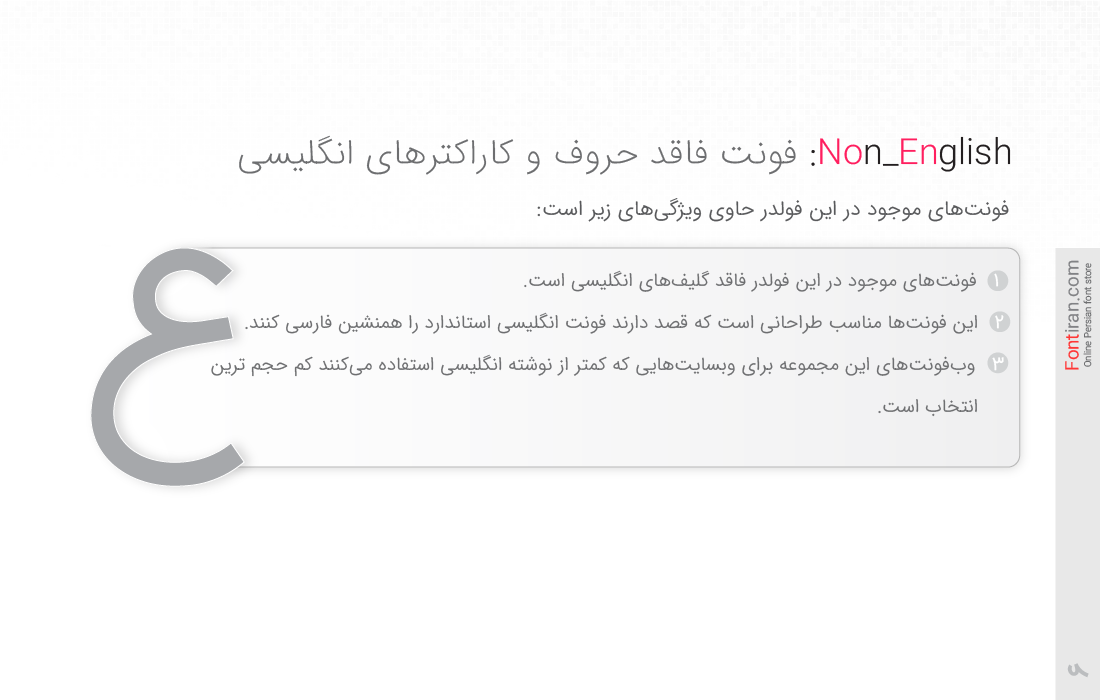 Non_English: فونت فاقد حروف و کاراکترهای انگلیسی
فونت‌های موجود در این فولدر حاوی ویژگی‌های زیر است:
۱ فونت‌های موجود در این فولدر فاقد گلیف‌های انگلیسی است.
۲ این فونت‌ها مناسب طراحانی است که قصد دارند فونت انگلیسی استاندارد را همنشین فارسی کنند.
۳ وب‌فونت‌های این مجموعه برای وبسایت‌هایی که کمتر از نوشته انگلیسی استفاده می‌کنند کم حجم ترین
انتخاب است.
ع
Fontiran.com
Online Persian font store
۶